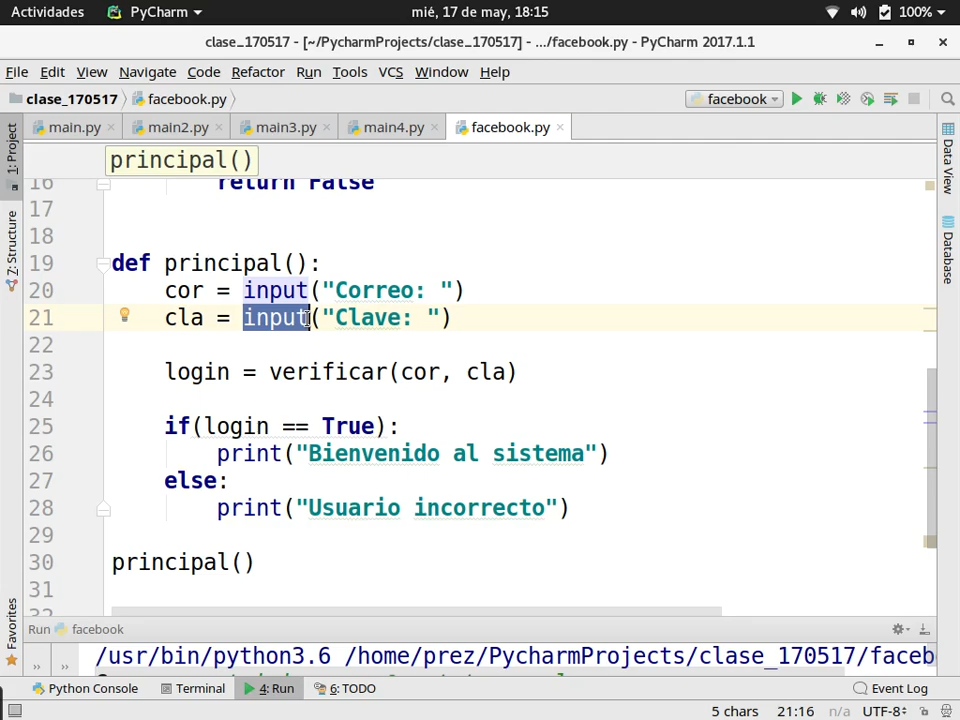 Actividades PyCharm mié, 17 de may, 18:15 100%
clase_170517 - [~/PycharmProjects/clase_170517] - .../facebook.py - PyCharm 2017.1.1
File Edit View Navigate Code Refactor Run Tools VCS Window Help
clase_170517 facebook.py facebook
main.py main2.py main3.py main4.py facebook.py
1: Project
7: Structure
Favorites
Data View
Database
principal()
16 return False
17
18
19 def principal():
20 cor = input("Correo: ")
21 cla = input("Clave: ")
22
23 login = verificar(cor, cla)
24
25 if(login == True):
26 print("Bienvenido al sistema")
27 else:
28 print("Usuario incorrecto")
29
30 principal()
31
32
Run facebook
/usr/bin/python3.6 /home/prez/PycharmProjects/clase_170517/faceb
Python Console Terminal 4: Run 6: TODO Event Log
5 chars 21:16 n/a UTF-8